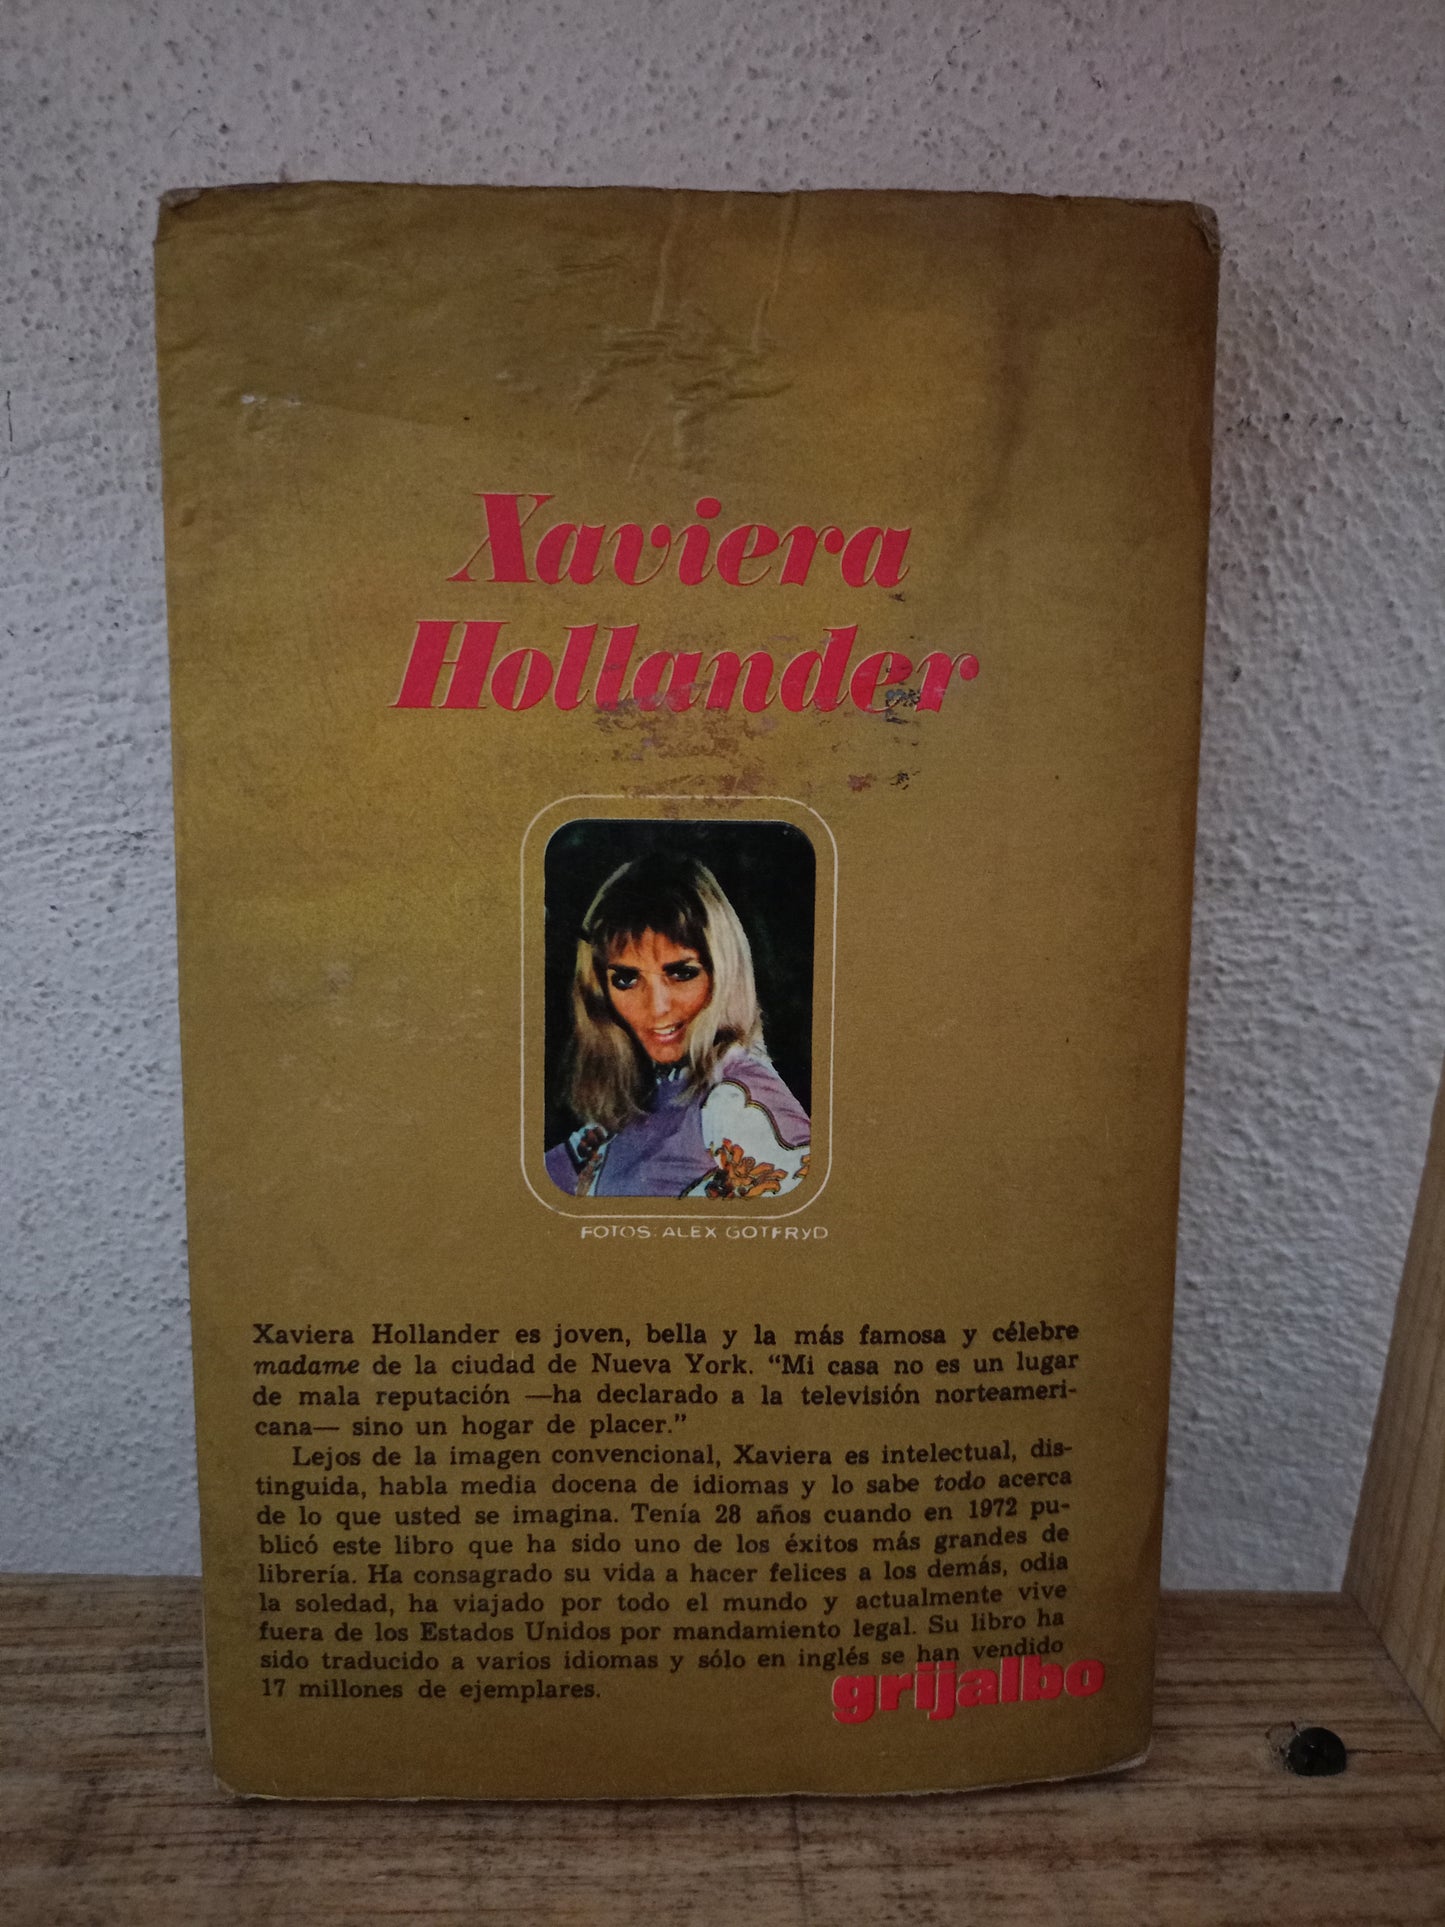 Xaviera
Hollander
FOTOS: ALEX GOTFRYD
Xaviera Hollander es joven, bella y la más famosa y célebre
madame de la ciudad de Nueva York. “Mi casa no es un lugar
de mala reputación —ha declarado a la televisión norteameri-
cana— sino un hogar de placer.”
Lejos de la imagen convencional, Xaviera es intelectual, dis-
tinguida, habla media docena de idiomas y lo sabe todo acerca
de lo que usted se imagina. Tenía 28 años cuando en 1972 pu-
blicó este libro que ha sido uno de los éxitos más grandes de
librería. Ha consagrado su vida a hacer felices a los demás, odia
la soledad, ha viajado por todo el mundo y actualmente vive
fuera de los Estados Unidos por mandamiento legal. Su libro ha
sido traducido a varios idiomas y sólo en inglés se han vendido
17 millones de ejemplares.
grijalbo